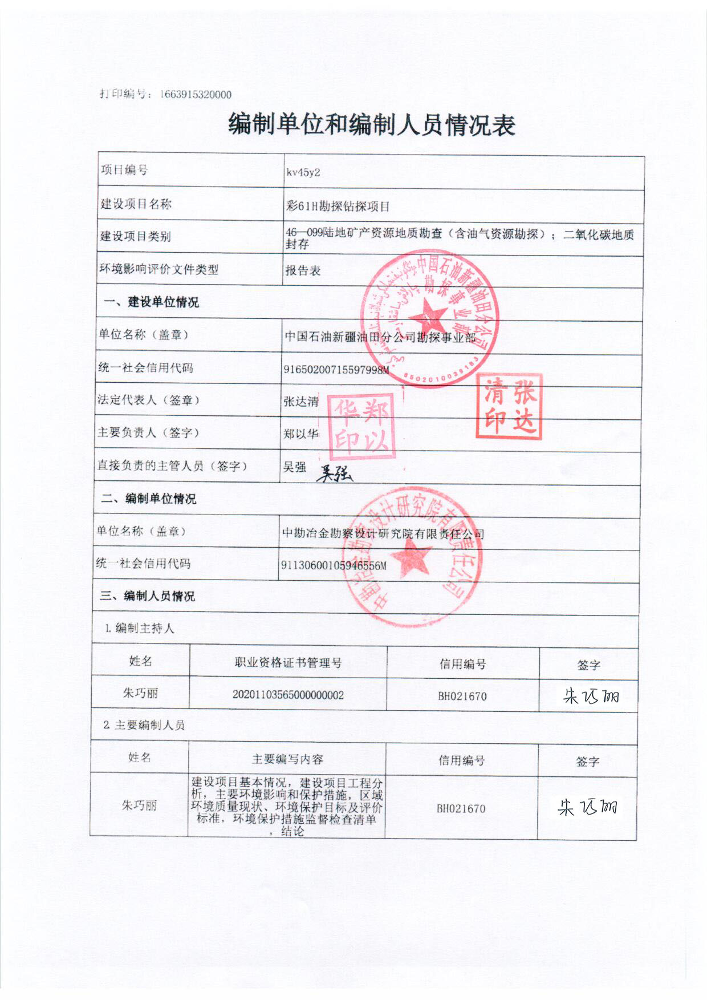 打印编号：1663915320000
编制单位和编制人员情况表
项目编号 kv45y2
建设项目名称 彩61H勘探钻探项目
建设项目类别 46—099陆地矿产资源地质勘查（含油气资源勘探）；二氧化碳地质
封存
环境影响评价文件类型 报告表
一、建设单位情况
单位名称（盖章） 中国石油新疆油田分公司勘探事业部
统一社会信用代码 91650200715597998M
法定代表人（签章） 张达清
主要负责人（签字） 郑以华
直接负责的主管人员（签字） 吴强 吴强
中国石油新疆油田分公司
勘探事业部
6502010039183
张达清印
郑以华印
二、编制单位情况
单位名称（盖章） 中勘冶金勘察设计研究院有限责任公司
统一社会信用代码 91130600105946556M
中勘冶金勘察设计研究院有限责任公司
三、编制人员情况
1.编制主持人
姓名 职业资格证书管理号 信用编号 签字
朱巧丽 20201103565000000002 BH021670 朱巧丽
2.主要编制人员
姓名 主要编写内容 信用编号 签字
朱巧丽 建设项目基本情况，建设项目工程分
析，主要环境影响和保护措施，区域
环境质量现状、环境保护目标及评价
标准，环境保护措施监督检查清单
，结论 BH021670 朱巧丽